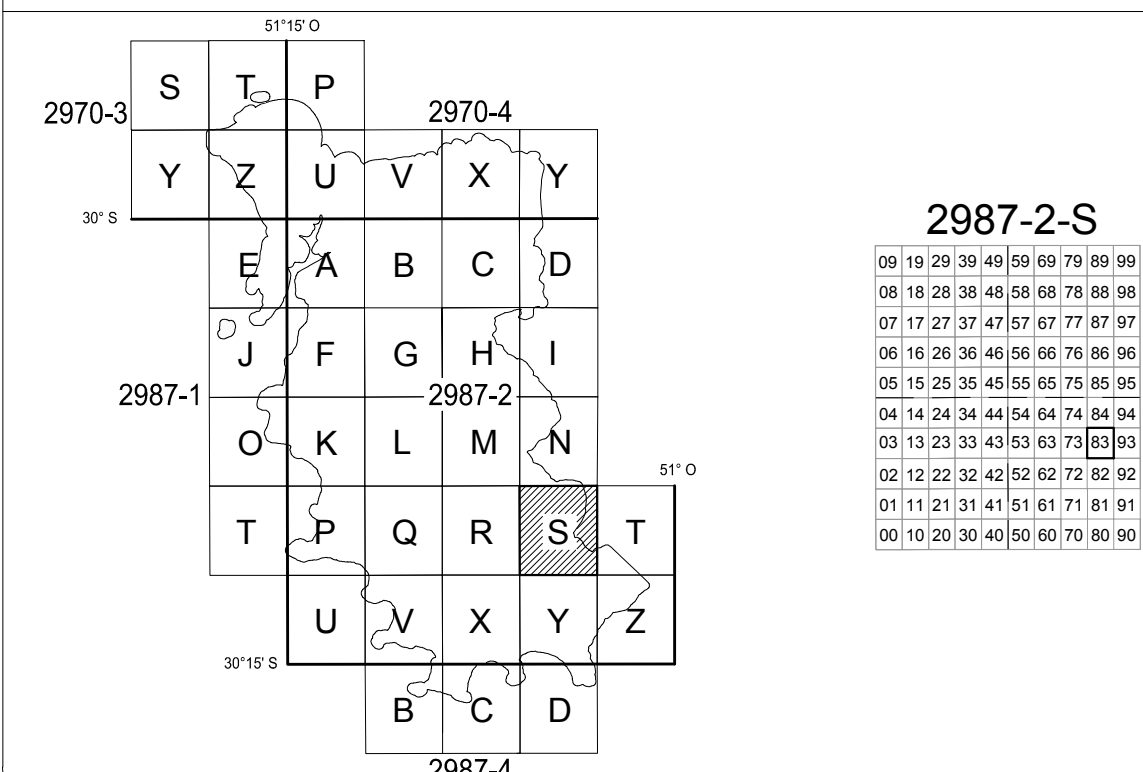 51°15' O
S T P
2970-3 2970-4
Y Z U V X Y
30° S
E A B C D
J F G H I
2987-1 2987-2
O K L M N
51° O
T P Q R S T
U V X Y Z
30°15' S
B C D
2987-4
2987-2-S
09 19 29 39 49 59 69 79 89 99
08 18 28 38 48 58 68 78 88 98
07 17 27 37 47 57 67 77 87 97
06 16 26 36 46 56 66 76 86 96
05 15 25 35 45 55 65 75 85 95
04 14 24 34 44 54 64 74 84 94
03 13 23 33 43 53 63 73 83 93
02 12 22 32 42 52 62 72 82 92
01 11 21 31 41 51 61 71 81 91
00 10 20 30 40 50 60 70 80 90